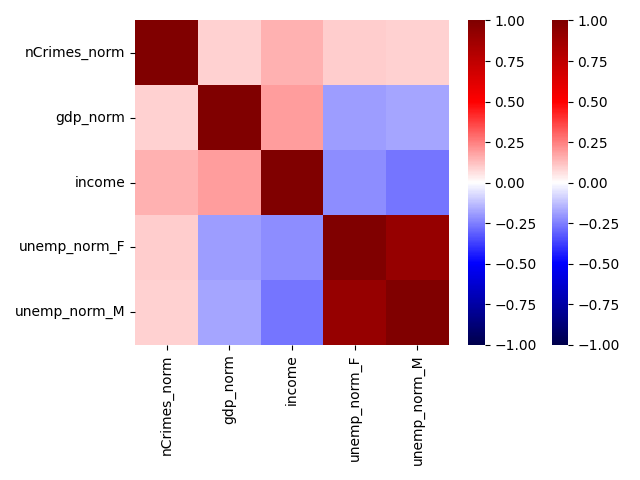 nCrimes_norm
gdp_norm
income
unemp_norm_F
unemp_norm_M
nCrimes_norm
gdp_norm
income
unemp_norm_F
unemp_norm_M
1.00
0.75
0.50
0.25
0.00
−0.25
−0.50
−0.75
−1.00
1.00
0.75
0.50
0.25
0.00
−0.25
−0.50
−0.75
−1.00